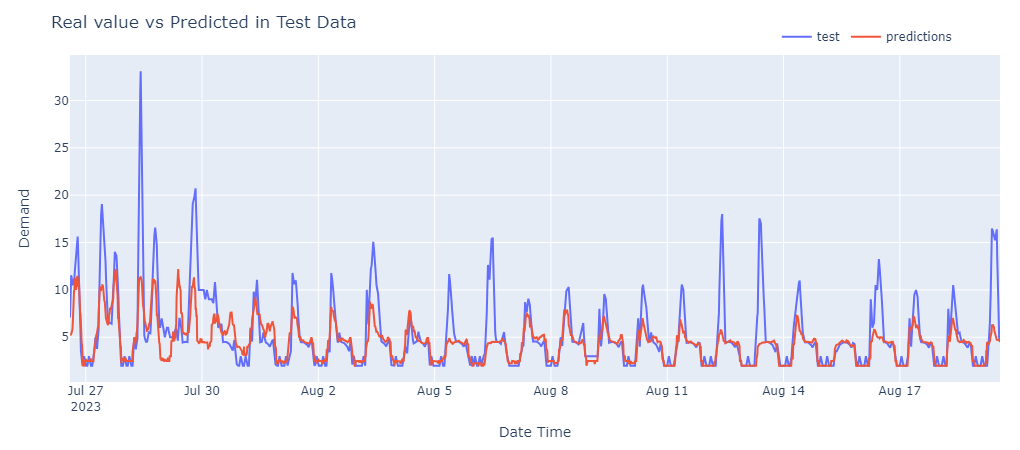 Real value vs Predicted in Test Data
test
predictions
Demand
30
25
20
15
10
5
Jul 27
2023
Jul 30
Aug 2
Aug 5
Aug 8
Aug 11
Aug 14
Aug 17
Date Time